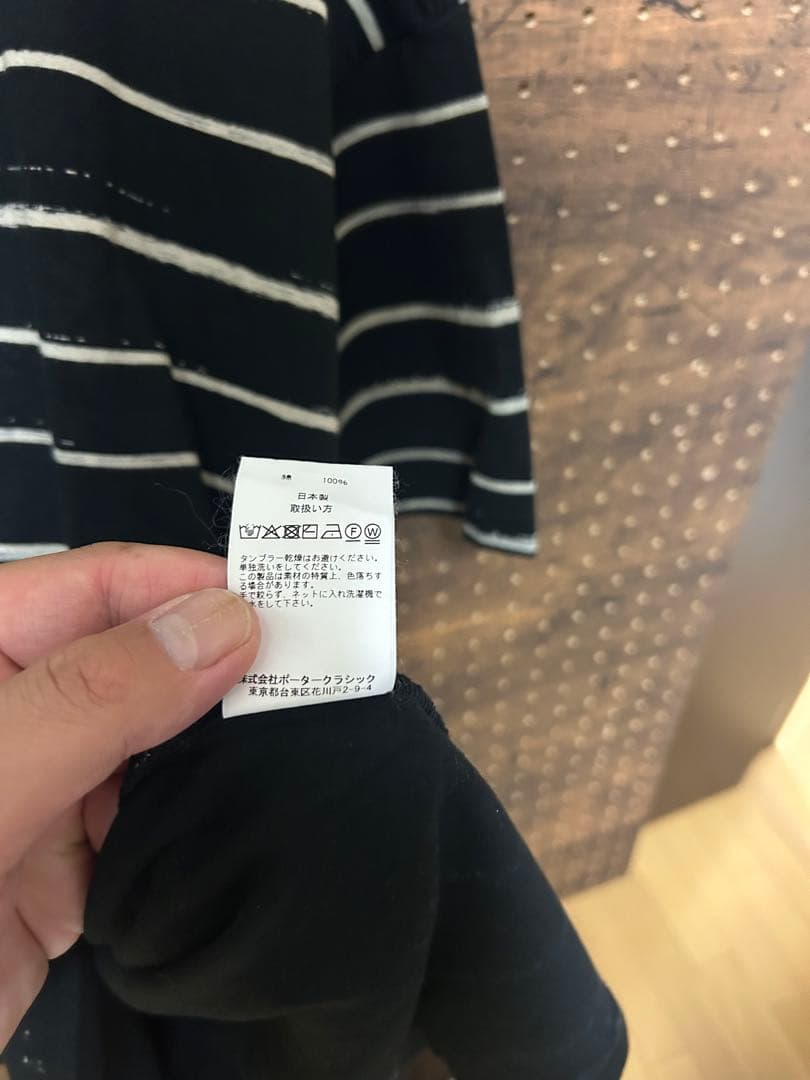 綿 100%
日本製
取扱い方
F W
タンブラー乾燥はお避けください。
単独洗いをしてください。
この製品は素材の特質上、色落ちす
る場合があります。
手で絞らず、ネットに入れ洗濯機で
水をして下さい。
株式会社ポータークラシック
東京都台東区花川戸2-9-4